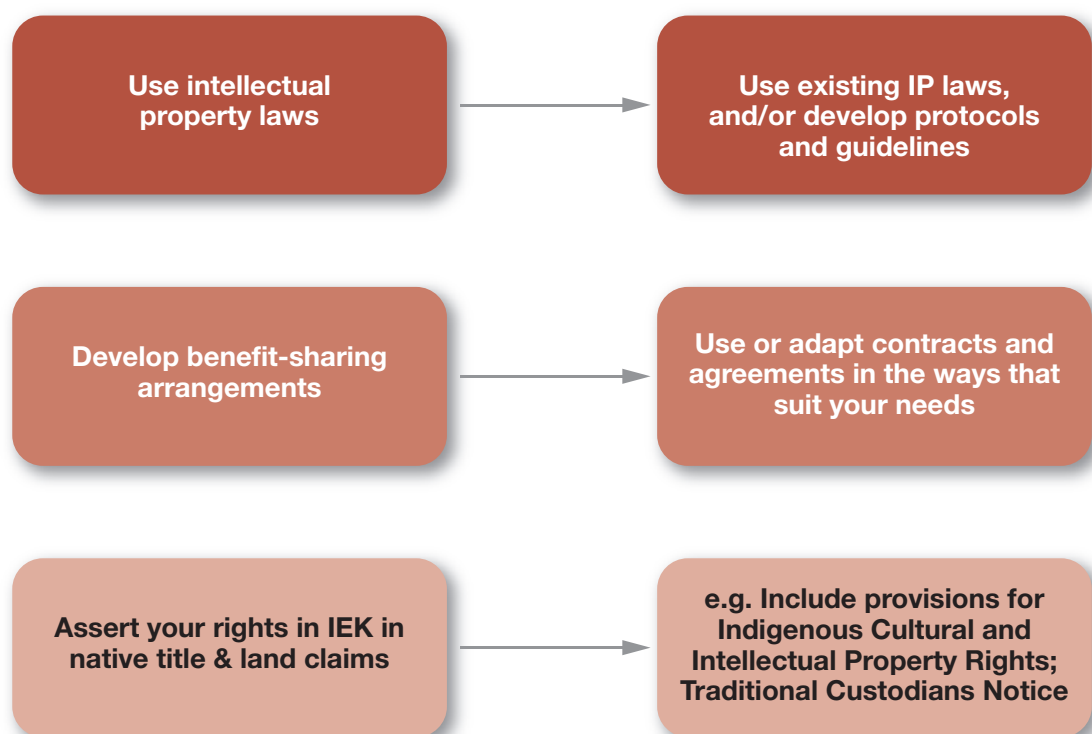 Use intellectual
property laws
Use existing IP laws,
and/or develop protocols
and guidelines
Develop benefit-sharing
arrangements
Use or adapt contracts and
agreements in the ways that
suit your needs
Assert your rights in IEK in
native title & land claims
e.g. Include provisions for
Indigenous Cultural and
Intellectual Property Rights;
Traditional Custodians Notice